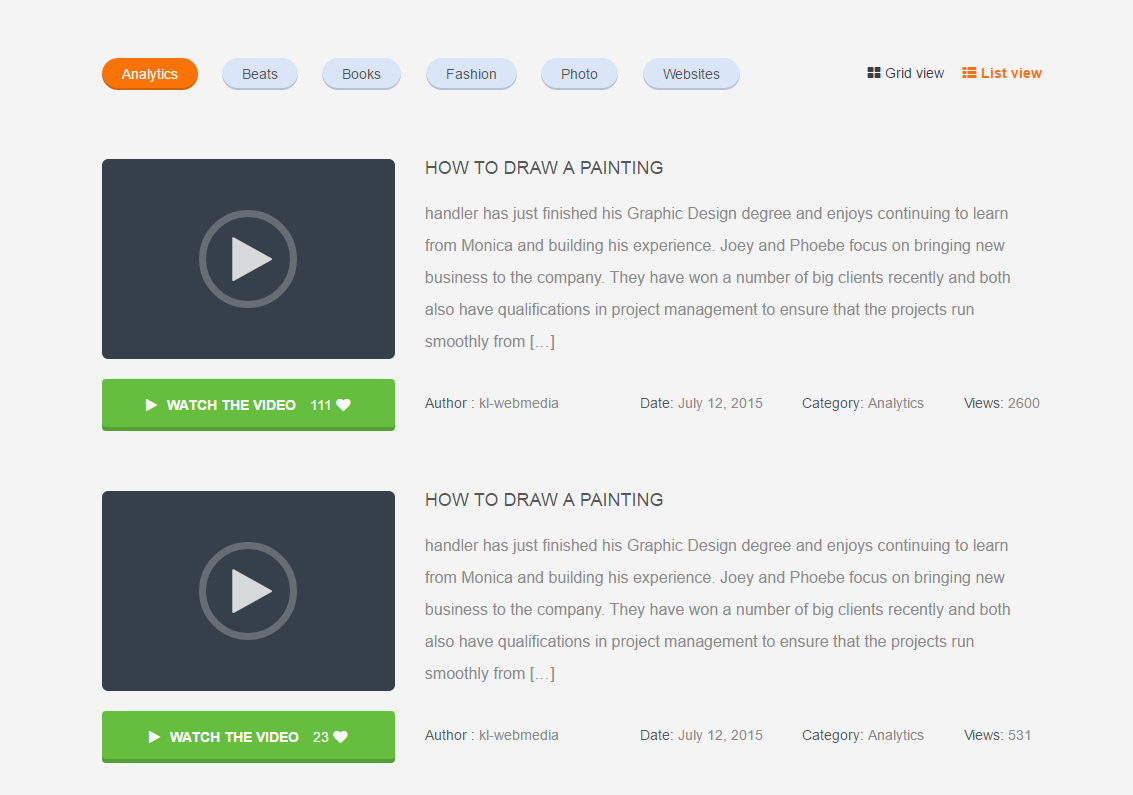 Analytics Beats Books Fashion Photo Websites Grid view List view
HOW TO DRAW A PAINTING
handler has just finished his Graphic Design degree and enjoys continuing to learn
from Monica and building his experience. Joey and Phoebe focus on bringing new
business to the company. They have won a number of big clients recently and both
also have qualifications in project management to ensure that the projects run
smoothly from [...]
WATCH THE VIDEO 111
Author : kl-webmedia Date: July 12, 2015 Category: Analytics Views: 2600
HOW TO DRAW A PAINTING
handler has just finished his Graphic Design degree and enjoys continuing to learn
from Monica and building his experience. Joey and Phoebe focus on bringing new
business to the company. They have won a number of big clients recently and both
also have qualifications in project management to ensure that the projects run
smoothly from [...]
WATCH THE VIDEO 23
Author : kl-webmedia Date: July 12, 2015 Category: Analytics Views: 531